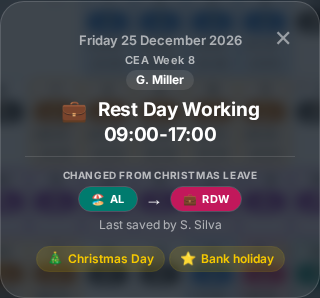 Friday 25 December 2026
CEA Week 8
G. Miller
Rest Day Working
09:00-17:00
CHANGED FROM CHRISTMAS LEAVE
AL → RDW
Last saved by S. Silva
Christmas Day Bank holiday